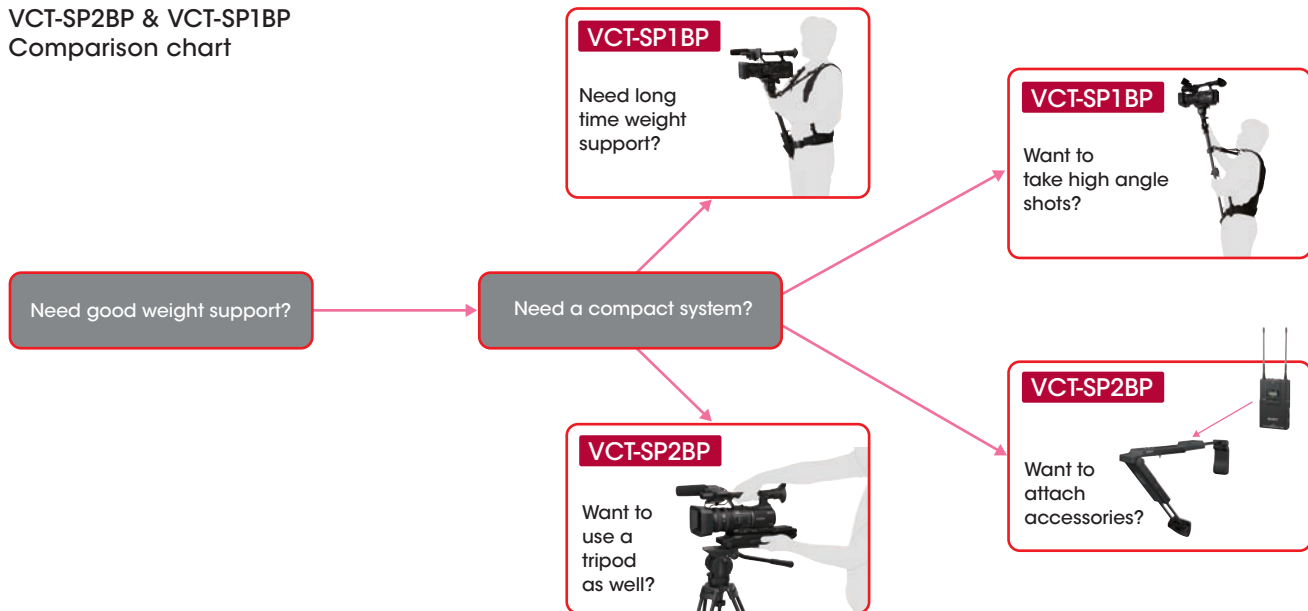 VCT-SP2BP & VCT-SP1BP
Comparison chart
VCT-SP1BP
Need long
time weight
support?
VCT-SP1BP
Want to
take high angle
shots?
Need good weight support?
Need a compact system?
VCT-SP2BP
Want to
use a
tripod
as well?
VCT-SP2BP
Want to
attach
accessories?